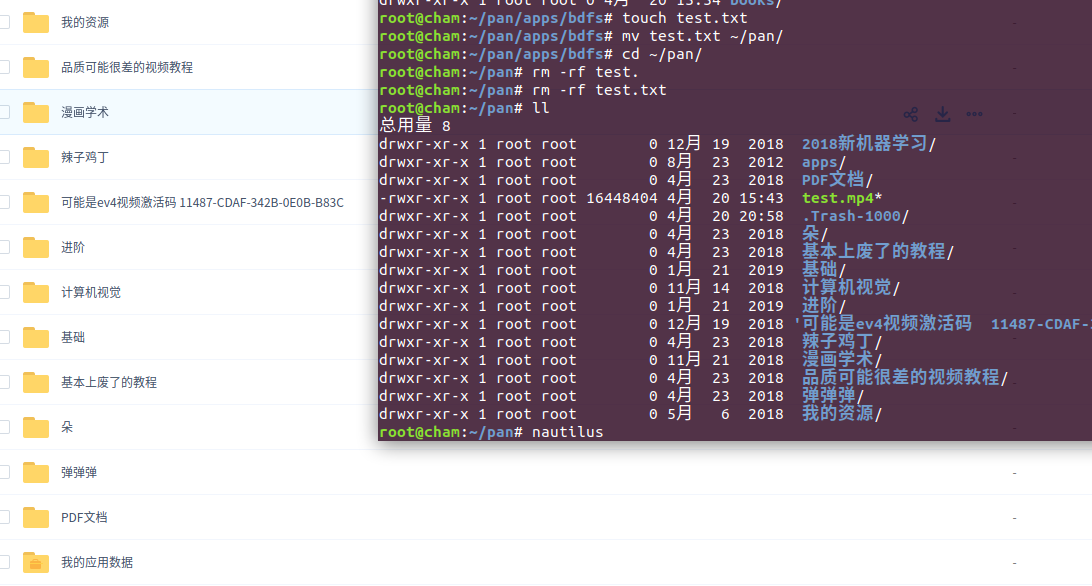 我的资源
品质可能很差的视频教程
漫画学术
辣子鸡丁
可能是ev4视频激活码 11487-CDAF-342B-0E0B-B83C
进阶
计算机视觉
基础
基本上废了的教程
朵
弹弹弹
PDF文档
我的应用数据
drwxr-xr-x 1 root root 0 4月 20 15:34 books/
root@cham:~/pan/apps/bdfs# touch test.txt
root@cham:~/pan/apps/bdfs# mv test.txt ~/pan/
root@cham:~/pan/apps/bdfs# cd ~/pan/
root@cham:~/pan# rm -rf test.
root@cham:~/pan# rm -rf test.txt
root@cham:~/pan# ll
总用量 8
drwxr-xr-x 1 root root 0 12月 19 2018 2018新机器学习/
drwxr-xr-x 1 root root 0 8月 23 2012 apps/
drwxr-xr-x 1 root root 0 4月 23 2018 PDF文档/
-rwxr-xr-x 1 root root 16448404 4月 20 15:43 test.mp4*
drwxr-xr-x 1 root root 0 4月 20 20:58 .Trash-1000/
drwxr-xr-x 1 root root 0 4月 23 2018 朵/
drwxr-xr-x 1 root root 0 4月 23 2018 基本上废了的教程/
drwxr-xr-x 1 root root 0 1月 21 2019 基础/
drwxr-xr-x 1 root root 0 11月 14 2018 计算机视觉/
drwxr-xr-x 1 root root 0 1月 21 2019 进阶/
drwxr-xr-x 1 root root 0 12月 19 2018 '可能是ev4视频激活码 11487-CDAF-
drwxr-xr-x 1 root root 0 4月 23 2018 辣子鸡丁/
drwxr-xr-x 1 root root 0 11月 21 2018 漫画学术/
drwxr-xr-x 1 root root 0 4月 23 2018 品质可能很差的视频教程/
drwxr-xr-x 1 root root 0 4月 23 2018 弹弹弹/
drwxr-xr-x 1 root root 0 5月 6 2018 我的资源/
root@cham:~/pan# nautilus